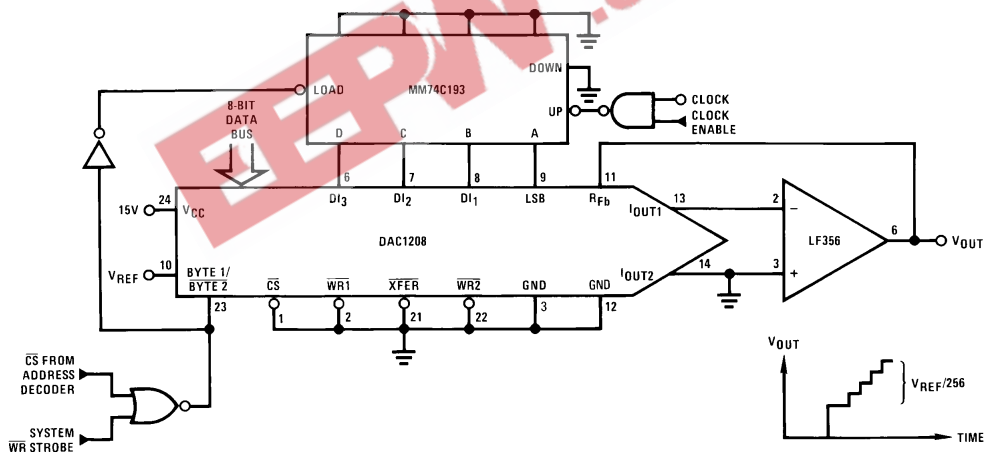 EEPW.
LOAD
MM74C193
DOWN
UP
CLOCK
CLOCK
ENABLE
8-BIT
DATA
BUS
D C B A
6 7 8 9 11
24
15V
VCC
DI3 DI2 DI1 LSB RFb
IOUT1
13
2
−
LF356
6
VOUT
DAC1208
10
VREF
BYTE 1/
BYTE 2
IOUT2
14
3
+
CS WR1 XFER WR2 GND GND
23
1 2 21 22 3 12
CS FROM
ADDRESS
DECODER
SYSTEM
WR STROBE
VOUT
VREF/256
TIME